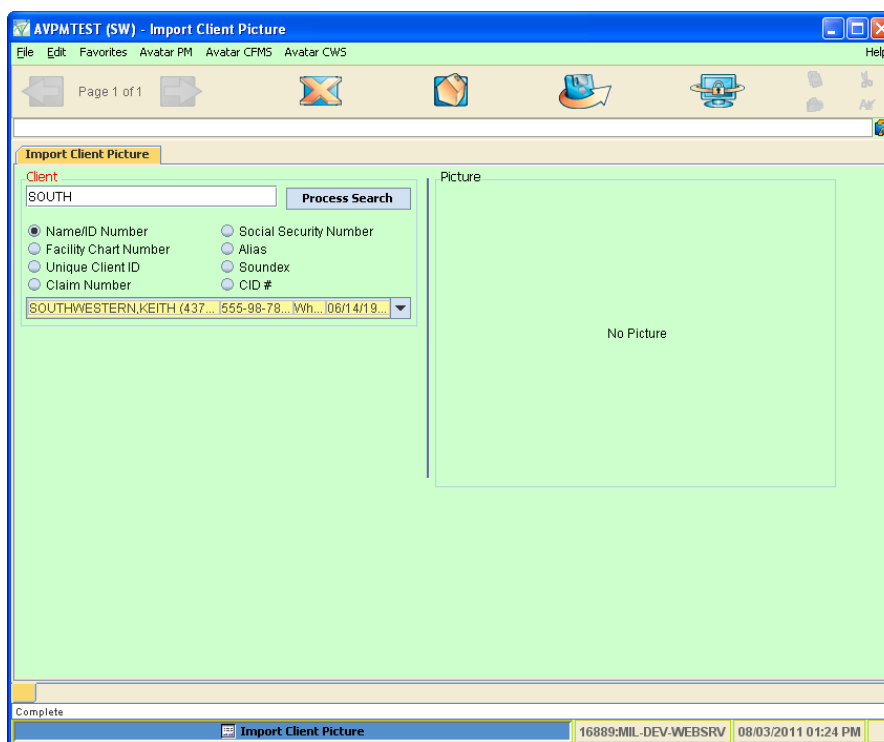 AVPMTEST (SW) - Import Client Picture
File Edit Favorites Avatar PM Avatar CFMS Avatar CWS Help
Page 1 of 1
Import Client Picture
Client
SOUTH Process Search
Name/ID Number Social Security Number
Facility Chart Number Alias
Unique Client ID Soundex
Claim Number CID #
SOUTHWESTERN,KEITH (437... 555-98-78... Wh... 06/14/19...
Picture
No Picture
Complete
Import Client Picture 16889:MIL-DEV-WEBSRV 08/03/2011 01:24 PM